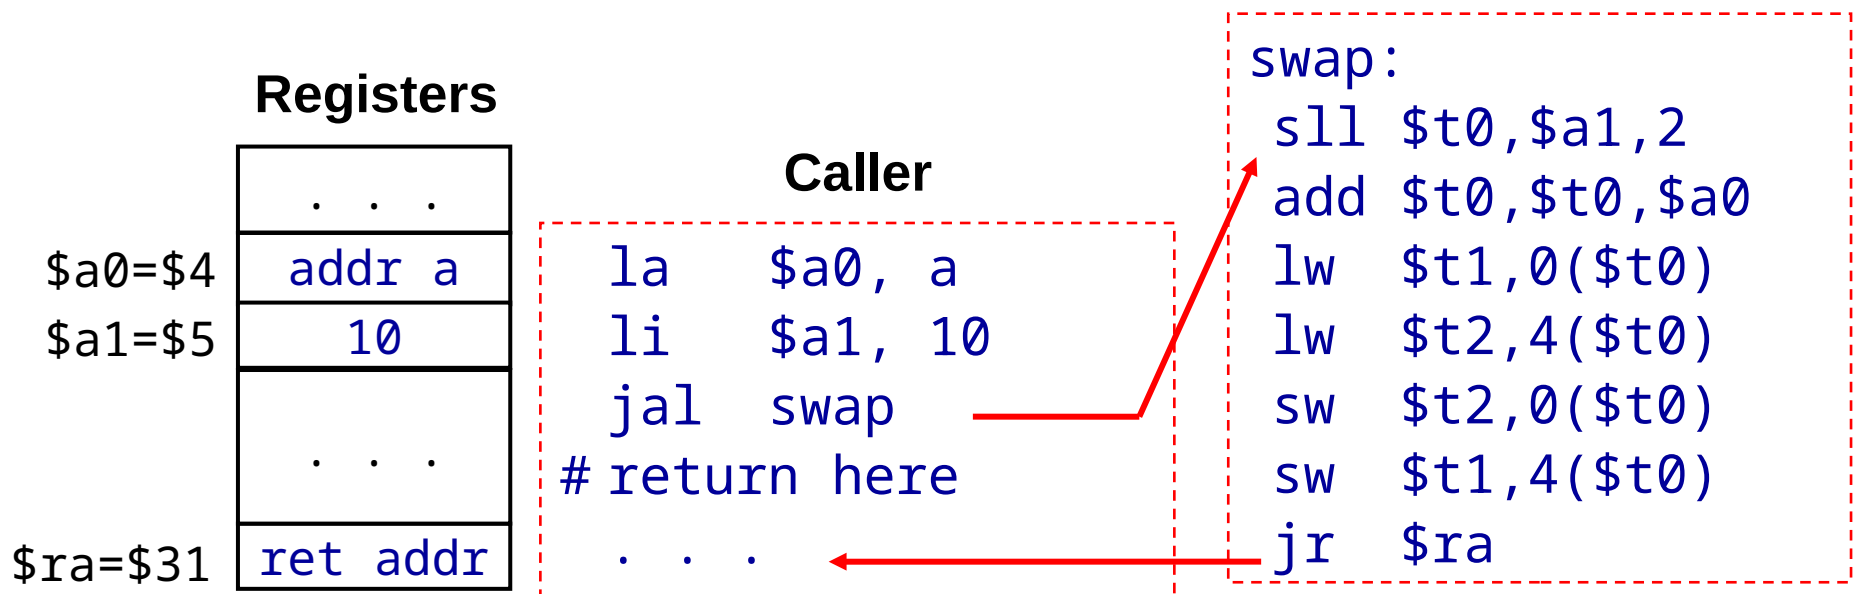 Registers
. . .
$a0=$4 addr a
$a1=$5 10
. . .
$ra=$31 ret addr
Caller
la $a0, a
li $a1, 10
jal swap
# return here
. . .
swap:
sll $t0,$a1,2
add $t0,$t0,$a0
lw $t1,0($t0)
lw $t2,4($t0)
sw $t2,0($t0)
sw $t1,4($t0)
jr $ra